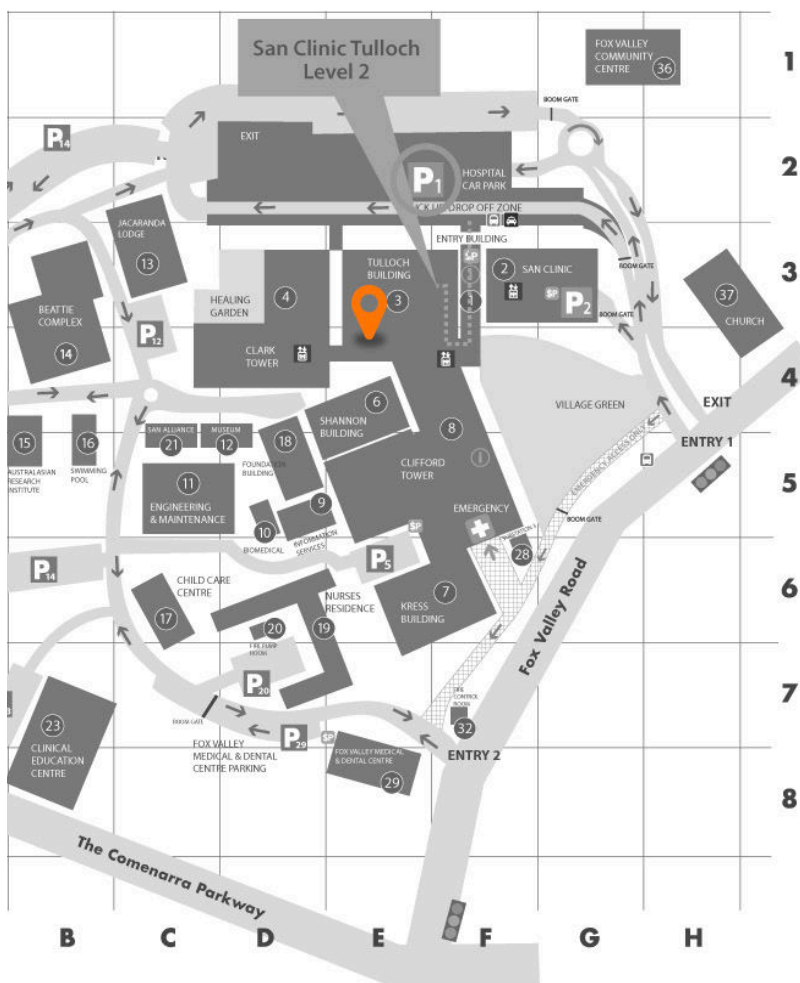 San Clinic Tulloch
Level 2
FOX VALLEY
COMMUNITY
CENTRE
36
1
BOOM GATE
EXIT
P14
P1
HOSPITAL
CAR PARK
2
DROP OFF ZONE
JACARANDA
LODGE
13
ENTRY BUILDING
$P
TULLOCH
BUILDING
3
2
SAN CLINIC
BOOM GATE
3
HEALING
GARDEN
4
$P
P2
37
CHURCH
BEATTIE
COMPLEX
14
P12
BOOM GATE
CLARK
TOWER
4
6
SHANNON
BUILDING
8
VILLAGE GREEN
EXIT
ENTRY 1
15
16
SAN ALLIANCE
21
MUSEUM
12
18
FOUNDATION
BUILDING
AUSTRALASIAN
RESEARCH
INSTITUTE
SWIMMING
POOL
11
ENGINEERING
& MAINTENANCE
CLIFFORD
TOWER
EMERGENCY ACCESS ONLY
5
9
10
BIOMEDICAL
INFORMATION
SERVICES
$P
EMERGENCY
BOOM GATE
28
P14
P5
CHILD CARE
CENTRE
17
NURSES
RESIDENCE
19
20
7
KRESS
BUILDING
6
Fox Valley Road
P20
BOOM GATE
CONTROL
ROOM
32
7
23
CLINICAL
EDUCATION
CENTRE
P29
$P
FOX VALLEY
MEDICAL & DENTAL
CENTRE PARKING
FOX VALLEY MEDICAL
& DENTAL CENTRE
29
ENTRY 2
8
The Comenarra Parkway
B
C
D
E
F
G
H